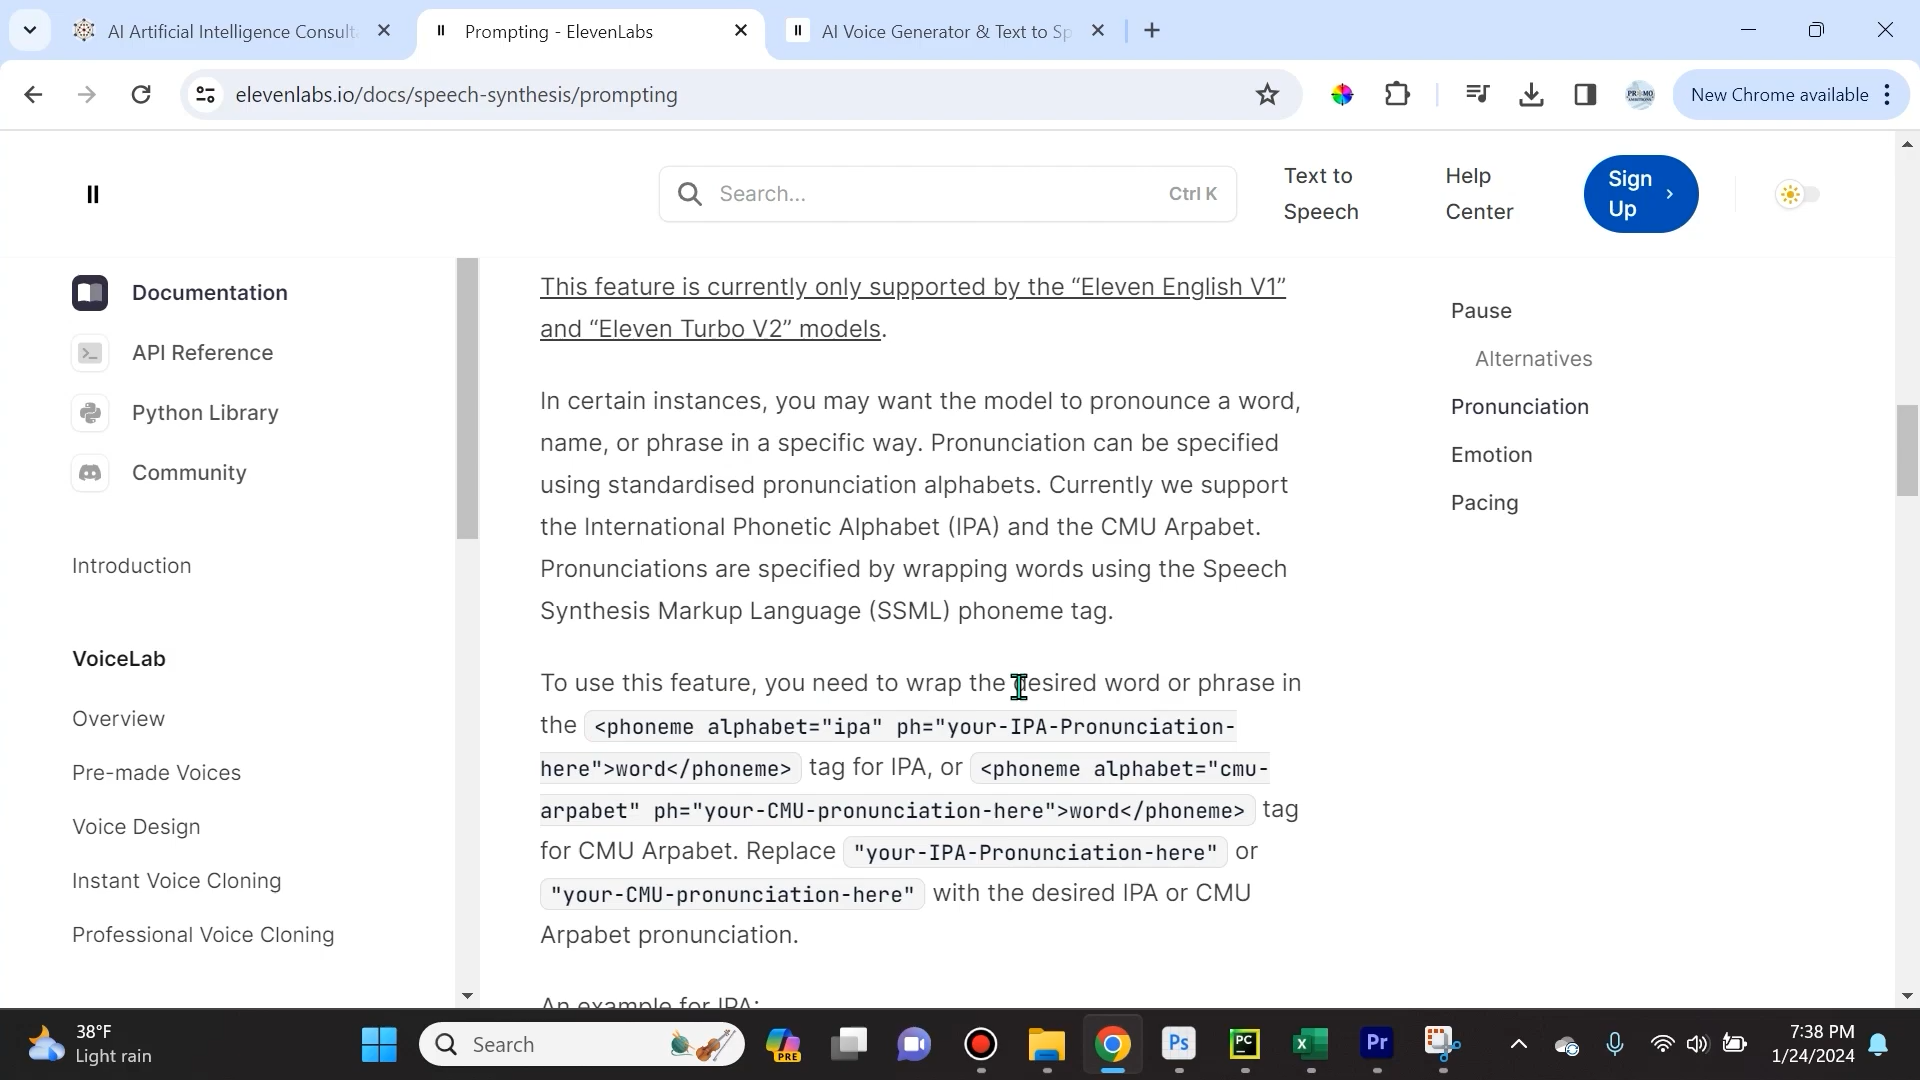 AI Artificial Intelligence Consult
Prompting - ElevenLabs
AI Voice Generator & Text to Sp
elevenlabs.io/docs/speech-synthesis/prompting
New Chrome available
Search...
Ctrl K
Text to
Speech
Help
Center
Sign
Up
Documentation
API Reference
Python Library
Community
Introduction
VoiceLab
Overview
Pre-made Voices
Voice Design
Instant Voice Cloning
Professional Voice Cloning
This feature is currently only supported by the “Eleven English V1”
and “Eleven Turbo V2” models.
In certain instances, you may want the model to pronounce a word,
name, or phrase in a specific way. Pronunciation can be specified
using standardised pronunciation alphabets. Currently we support
the International Phonetic Alphabet (IPA) and the CMU Arpabet.
Pronunciations are specified by wrapping words using the Speech
Synthesis Markup Language (SSML) phoneme tag.
To use this feature, you need to wrap the desired word or phrase in
the <phoneme alphabet="ipa" ph="your-IPA-Pronunciation-
here">word</phoneme> tag for IPA, or <phoneme alphabet="cmu-
arpabet" ph="your-CMU-pronunciation-here">word</phoneme> tag
for CMU Arpabet. Replace "your-IPA-Pronunciation-here" or
"your-CMU-pronunciation-here" with the desired IPA or CMU
Arpabet pronunciation.
An example for IPA:
Pause
Alternatives
Pronunciation
Emotion
Pacing
38°F
Light rain
Search
PRE
Ps
PC
X
Pr
7:38 PM
1/24/2024